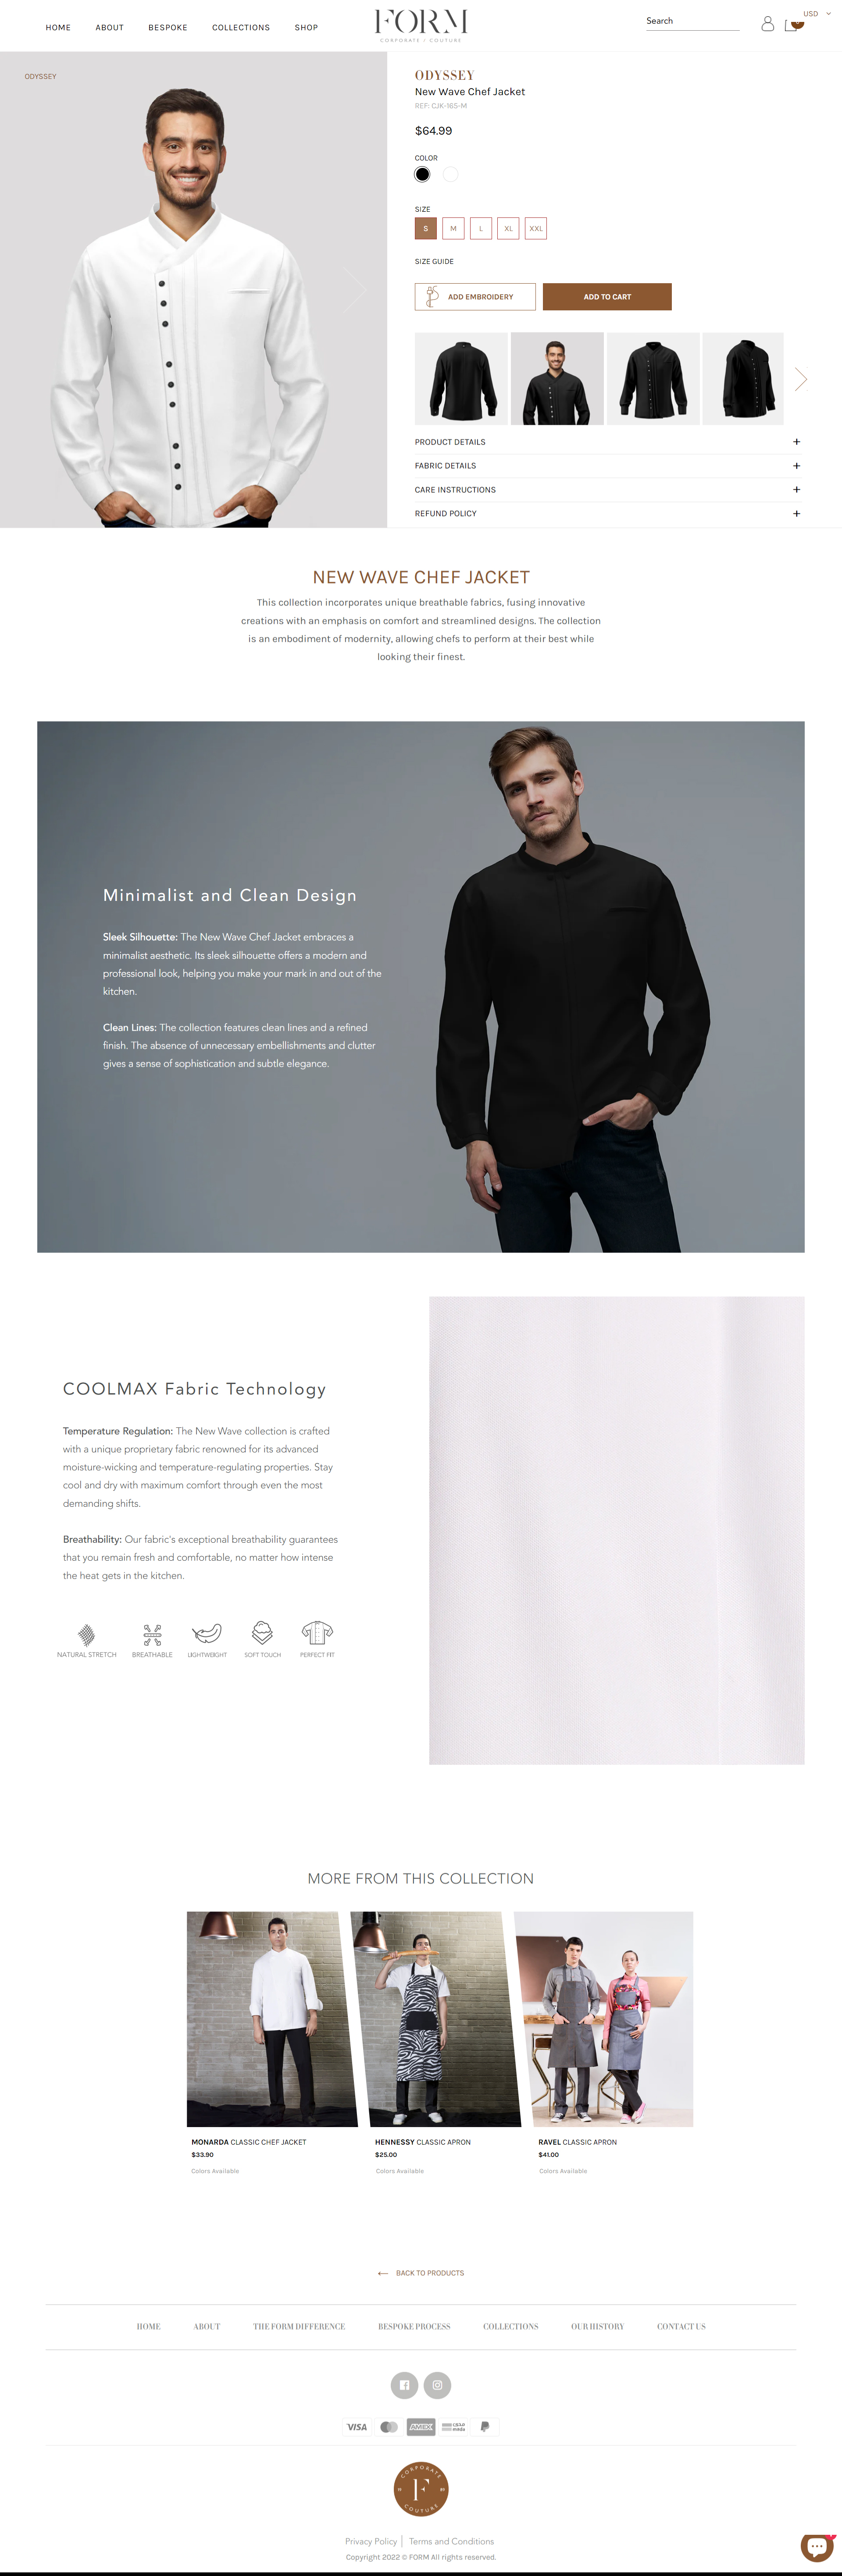 USD
HOME ABOUT BESPOKE COLLECTIONS SHOP
FORM
CORPORATE / COUTURE
Search
ODYSSEY
ODYSSEY
New Wave Chef Jacket
REF: CJK-165-M
$64.99
COLOR
SIZE
S M L XL XXL
SIZE GUIDE
ADD EMBROIDERY
ADD TO CART
PRODUCT DETAILS +
FABRIC DETAILS +
CARE INSTRUCTIONS +
REFUND POLICY +
NEW WAVE CHEF JACKET
This collection incorporates unique breathable fabrics, fusing innovative
creations with an emphasis on comfort and streamlined designs. The collection
is an embodiment of modernity, allowing chefs to perform at their best while
looking their finest.
Minimalist and Clean Design
Sleek Silhouette: The New Wave Chef Jacket embraces a
minimalist aesthetic. Its sleek silhouette offers a modern and
professional look, helping you make your mark in and out of the
kitchen.
Clean Lines: The collection features clean lines and a refined
finish. The absence of unnecessary embellishments and clutter
gives a sense of sophistication and subtle elegance.
COOLMAX Fabric Technology
Temperature Regulation: The New Wave collection is crafted
with a unique proprietary fabric renowned for its advanced
moisture-wicking and temperature-regulating properties. Stay
cool and dry with maximum comfort through even the most
demanding shifts.
Breathability: Our fabric's exceptional breathability guarantees
that you remain fresh and comfortable, no matter how intense
the heat gets in the kitchen.
NATURAL STRETCH BREATHABLE LIGHTWEIGHT SOFT TOUCH PERFECT FIT
MORE FROM THIS COLLECTION
MONARDA CLASSIC CHEF JACKET
$33.90
Colors Available
HENNESSY CLASSIC APRON
$25.00
Colors Available
RAVEL CLASSIC APRON
$41.00
Colors Available
BACK TO PRODUCTS
HOME ABOUT THE FORM DIFFERENCE BESPOKE PROCESS COLLECTIONS OUR HISTORY CONTACT US
VISA AMEX mada
CORPORATE
F
COUTURE
Privacy Policy | Terms and Conditions
Copyright 2022 © FORM All rights reserved.